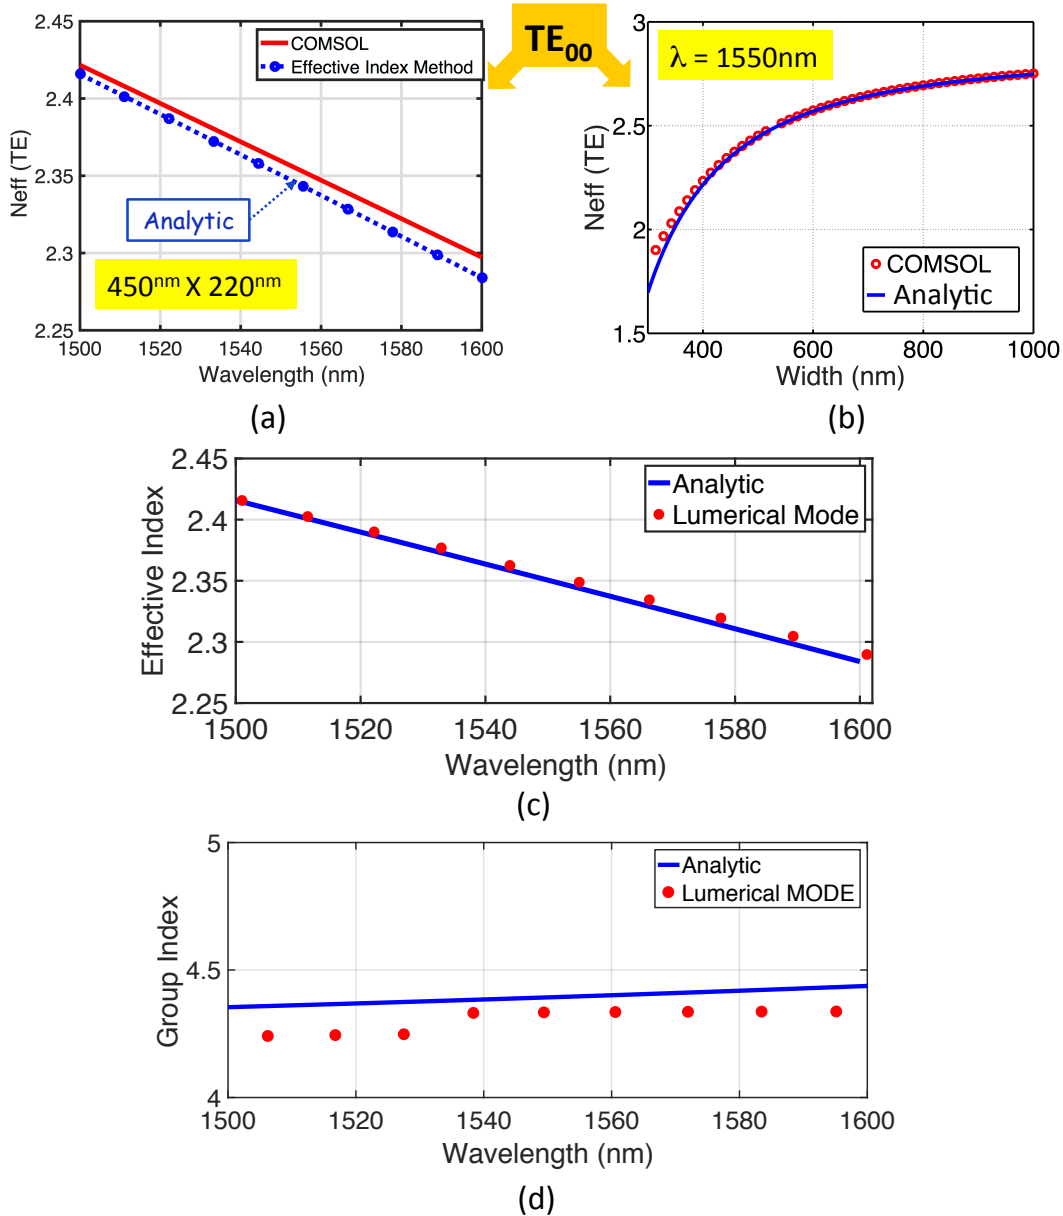 2.45
2.4
2.35
2.3
2.25
Neff (TE)
COMSOL
Effective Index Method
Analytic
450nm X 220nm
1500 1520 1540 1560 1580 1600
Wavelength (nm)
(a)
TE00
3
2.5
2
1.5
Neff (TE)
λ = 1550nm
COMSOL
Analytic
400 600 800 1000
Width (nm)
(b)
2.45
2.4
2.35
2.3
2.25
Effective Index
Analytic
Lumerical Mode
1500 1520 1540 1560 1580 1600
Wavelength (nm)
(c)
5
4.5
4
Group Index
Analytic
Lumerical MODE
1500 1520 1540 1560 1580 1600
Wavelength (nm)
(d)